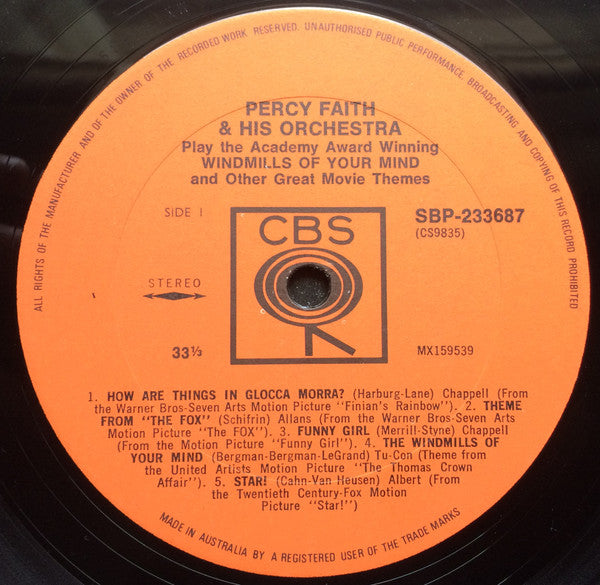 ALL RIGHTS OF THE MANUFACTURER AND OF THE OWNER OF THE RECORDED WORK RESERVED. UNAUTHORISED PUBLIC PERFORMANCE, BROADCASTING AND COPYING OF THIS RECORD PROHIBITED
PERCY FAITH
& HIS ORCHESTRA
Play the Academy Award Winning
WINDMILLS OF YOUR MIND
and Other Great Movie Themes
SIDE 1
CBS
SBP-233687
(CS9835)
STEREO
33⅓
MX159539
1. HOW ARE THINGS IN GLOCCA MORRA? (Harburg-Lane) Chappell (From
the Warner Bros-Seven Arts Motion Picture "Finian's Rainbow"). 2. THEME
FROM "THE FOX" (Schifrin) Allans (From the Warner Bros-Seven Arts
Motion Picture "The FOX"). 3. FUNNY GIRL (Merrill-Styne) Chappell
(From the Motion Picture "Funny Girl"). 4. THE WINDMILLS OF
YOUR MIND (Bergman-Bergman-LeGrand) Tu-Con (Theme from
the United Artists Motion Picture "The Thomas Crown
Affair"). 5. STAR! (Cahn-Van Heusen) Albert (From
the Twentieth Century-Fox Motion
Picture "Star!")
MADE IN AUSTRALIA BY A REGISTERED USER OF THE TRADE MARKS